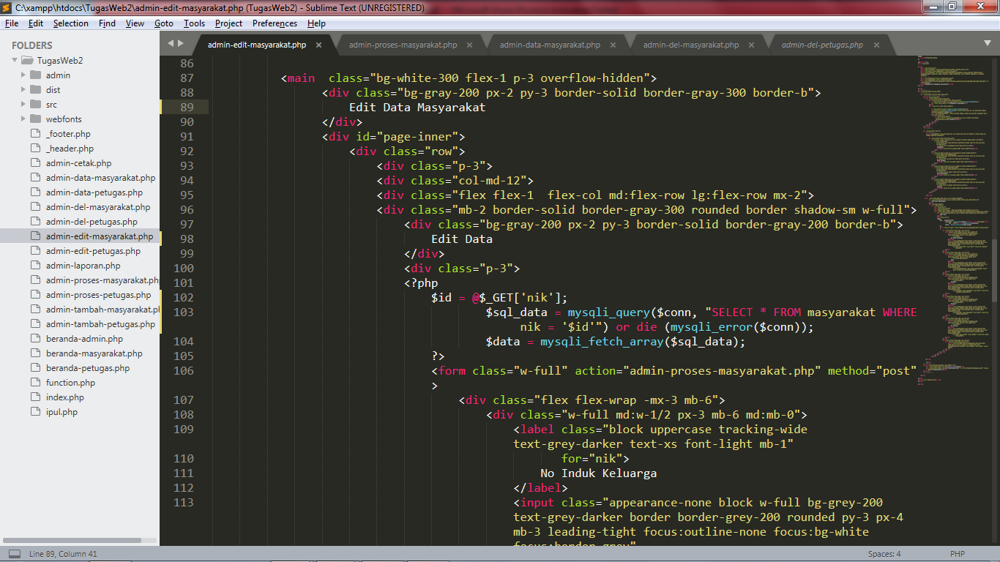 C:\xampp\htdocs\TugasWeb2\admin-edit-masyarakat.php (TugasWeb2) - Sublime Text (UNREGISTERED)
File Edit Selection Find View Goto Tools Project Preferences Help
FOLDERS
TugasWeb2
admin
dist
src
webfonts
_footer.php
_header.php
admin-cetak.php
admin-data-masyarakat.php
admin-data-petugas.php
admin-del-masyarakat.php
admin-del-petugas.php
admin-edit-masyarakat.php
admin-edit-petugas.php
admin-laporan.php
admin-proses-masyarakat.php
admin-proses-petugas.php
admin-tambah-masyarakat.p
admin-tambah-petugas.php
beranda-admin.php
beranda-masyarakat.php
beranda-petugas.php
function.php
index.php
ipul.php
admin-edit-masyarakat.php × admin-proses-masyarakat.php × admin-data-masyarakat.php × admin-del-masyarakat.php × admin-del-petugas.php ×
86
87 <main  class="bg-white-300 flex-1 p-3 overflow-hidden">
88 <div class="bg-gray-200 px-2 py-3 border-solid border-gray-300 border-b">
89 Edit Data Masyarakat
90 </div>
91 <div id="page-inner">
92 <div class="row">
93 <div class="p-3">
94 <div class="col-md-12">
95 <div class="flex flex-1  flex-col md:flex-row lg:flex-row mx-2">
96 <div class="mb-2 border-solid border-gray-300 rounded border shadow-sm w-full">
97 <div class="bg-gray-200 px-2 py-3 border-solid border-gray-200 border-b">
98 Edit Data
99 </div>
100 <div class="p-3">
101 <?php
102 $id = @$_GET['nik'];
103 $sql_data = mysqli_query($conn, "SELECT * FROM masyarakat WHERE
nik = '$id'") or die (mysqli_error($conn));
104 $data = mysqli_fetch_array($sql_data);
105 ?>
106 <form class="w-full" action="admin-proses-masyarakat.php" method="post"
>
107 <div class="flex flex-wrap -mx-3 mb-6">
108 <div class="w-full md:w-1/2 px-3 mb-6 md:mb-0">
109 <label class="block uppercase tracking-wide
text-grey-darker text-xs font-light mb-1"
110 for="nik">
111 No Induk Keluarga
112 </label>
113 <input class="appearance-none block w-full bg-grey-200
text-grey-darker border border-grey-200 rounded py-3 px-4
mb-3 leading-tight focus:outline-none focus:bg-white
focus:border-grey"
Line 89, Column 41 Spaces: 4 PHP